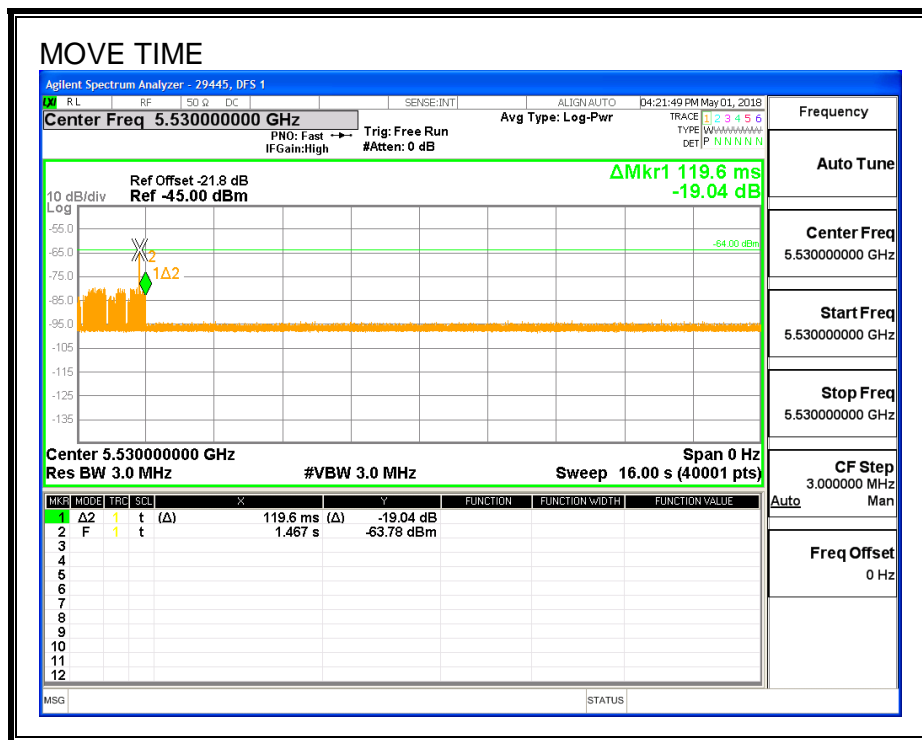 MOVE TIME
Agilent Spectrum Analyzer - 29445, DFS 1
LXI RL RF 50 Ω DC SENSE:INT ALIGN AUTO 04:21:49 PM May 01, 2018
Center Freq 5.530000000 GHz
PNO: Fast
IFGain:High
Trig: Free Run
#Atten: 0 dB
Avg Type: Log-Pwr
TRACE 1 2 3 4 5 6
TYPE WWWWWW
DET P N N N N N
Ref Offset -21.8 dB
10 dB/div Ref -45.00 dBm
Log
ΔMkr1 119.6 ms
-19.04 dB
-55.0
-65.0
-75.0
-85.0
-95.0
-105
-115
-125
-135
-64.00 dBm
2
1Δ2
Center 5.530000000 GHz Span 0 Hz
Res BW 3.0 MHz #VBW 3.0 MHz Sweep 16.00 s (40001 pts)
MKR MODE TRC SCL X Y FUNCTION FUNCTION WIDTH FUNCTION VALUE
1 Δ2 1 t (Δ) 119.6 ms (Δ) -19.04 dB
2 F 1 t 1.467 s -63.78 dBm
3
4
5
6
7
8
9
10
11
12
MSG STATUS
Frequency
Auto Tune
Center Freq
5.530000000 GHz
Start Freq
5.530000000 GHz
Stop Freq
5.530000000 GHz
CF Step
3.000000 MHz
Auto Man
Freq Offset
0 Hz